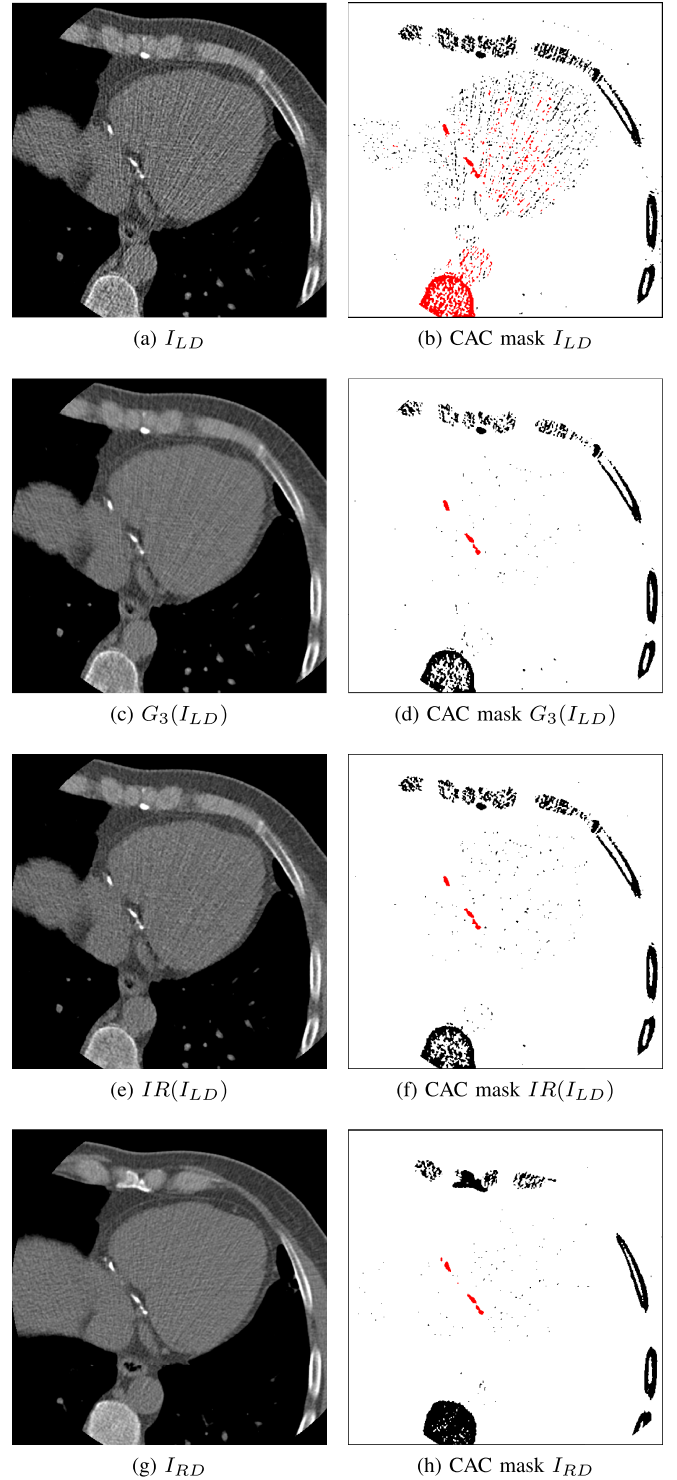 (a) I_{LD}
(b) CAC mask I_{LD}
(c) G_3(I_{LD})
(d) CAC mask G_3(I_{LD})
(e) IR(I_{LD})
(f) CAC mask IR(I_{LD})
(g) I_{RD}
(h) CAC mask I_{RD}